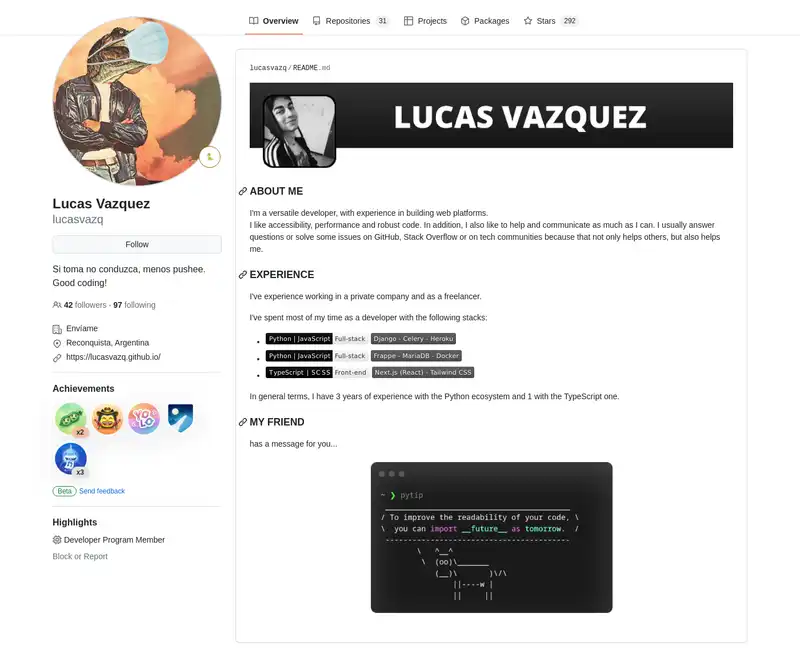 Overview
Repositories 31
Projects
Packages
Stars 292
Lucas Vazquez
lucasvazq
Follow
Si toma no conduzca, menos pushee.
Good coding!
42 followers · 97 following
Envíame
Reconquista, Argentina
https://lucasvazq.github.io/
Achievements
x2
YOLO
x3
Beta Send feedback
Highlights
Developer Program Member
Block or Report
lucasvazq/README.md
LUCAS VAZQUEZ
ABOUT ME
I'm a versatile developer, with experience in building web platforms.
I like accessibility, performance and robust code. In addition, I also like to help and communicate as much as I can. I usually answer
questions or solve some issues on GitHub, Stack Overflow or on tech communities because that not only helps others, but also helps
me.
EXPERIENCE
I've experience working in a private company and as a freelancer.
I've spent most of my time as a developer with the following stacks:
Python | JavaScript Full-stack Django - Celery - Heroku
Python | JavaScript Full-stack Frappe - MariaDB - Docker
TypeScript | SCSS Front-end Next.js (React) - Tailwind CSS
In general terms, I have 3 years of experience with the Python ecosystem and 1 with the TypeScript one.
MY FRIEND
has a message for you...
~ ❯ pytip
_________________________________________
/ To improve the readability of your code, \
\ you can import __future__ as tomorrow. /
-----------------------------------------
\ ^__^
\ (oo)\_______
(__)\ )\/\
||----w |
|| ||